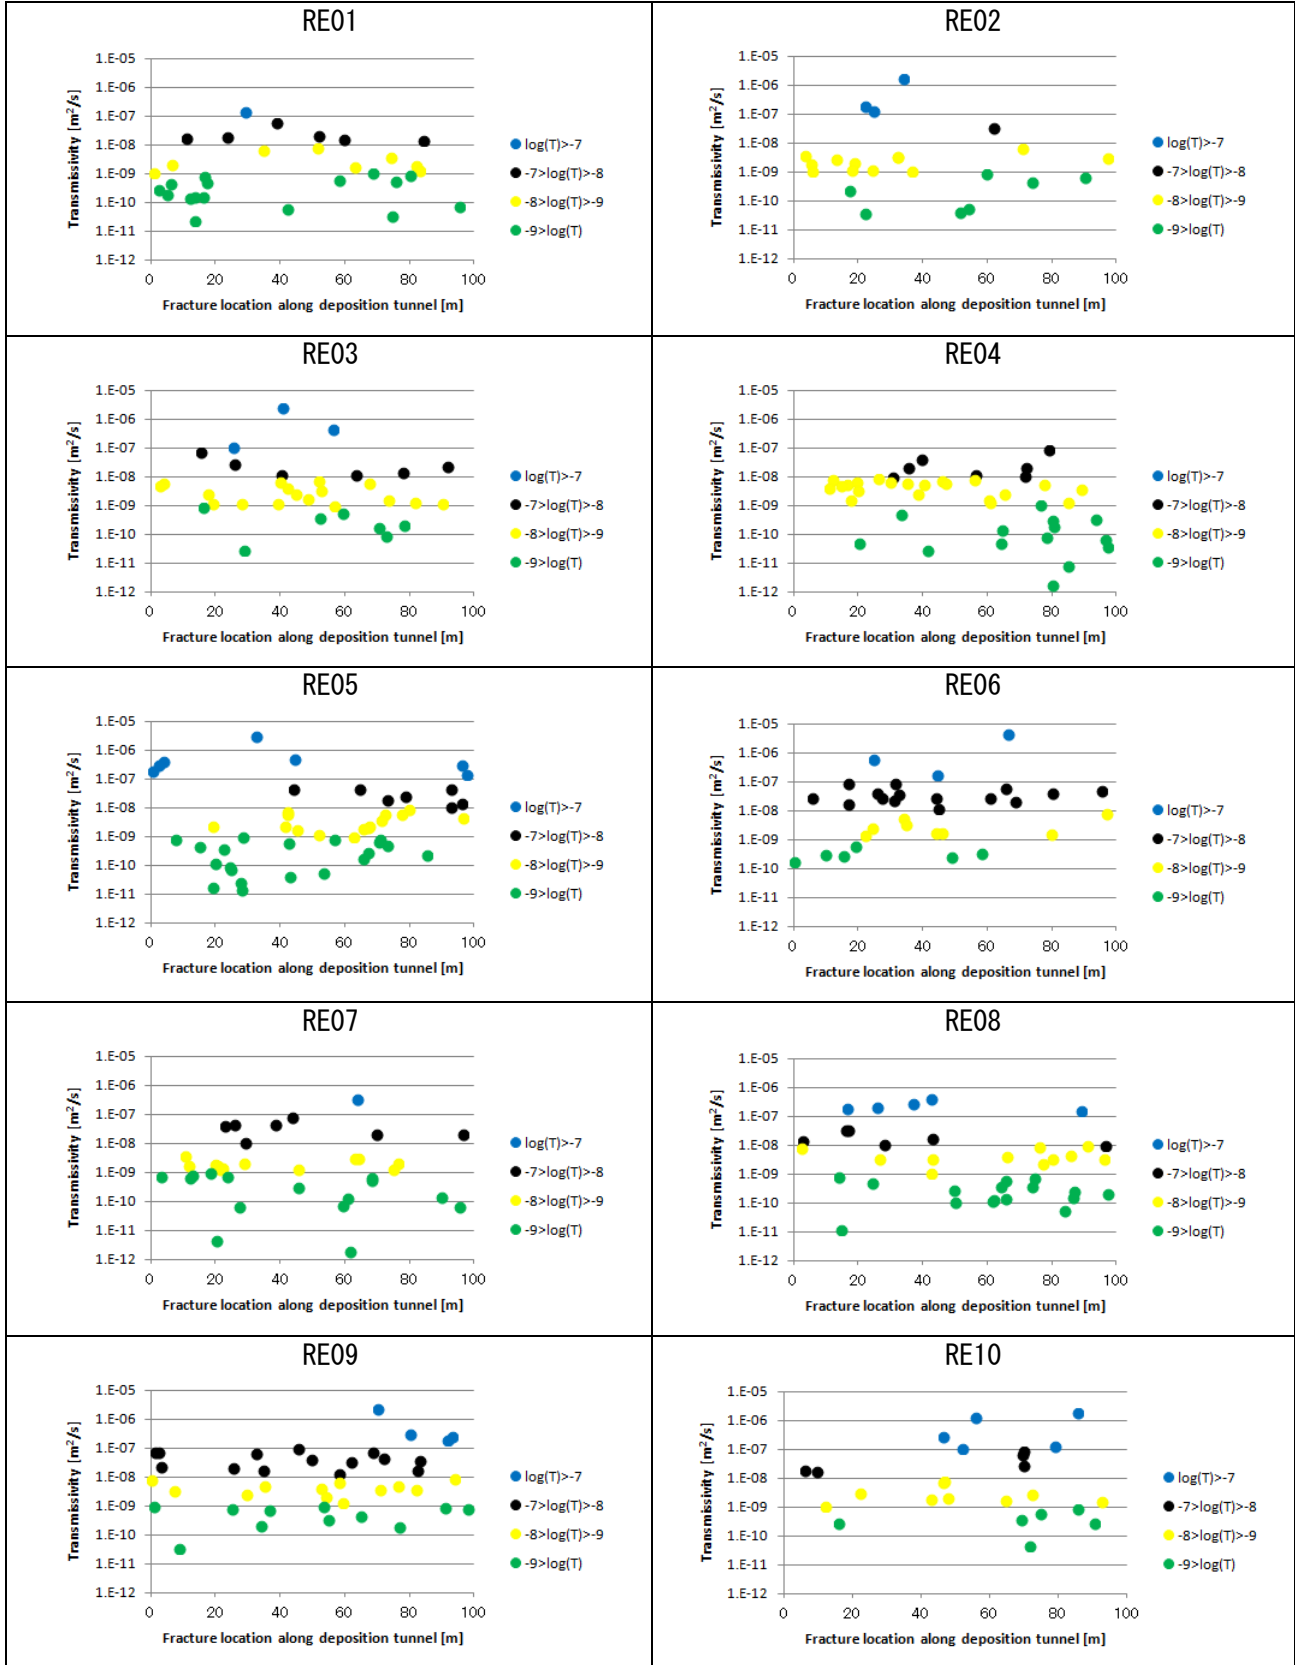 RE01
1.E-05
1.E-06
1.E-07
1.E-08
1.E-09
1.E-10
1.E-11
1.E-12
Transmissivity [m²/s]
0 20 40 60 80 100
Fracture location along deposition tunnel [m]
log(T)>-7
-7>log(T)>-8
-8>log(T)>-9
-9>log(T)
RE02
1.E-05
1.E-06
1.E-07
1.E-08
1.E-09
1.E-10
1.E-11
1.E-12
Transmissivity [m²/s]
0 20 40 60 80 100
Fracture location along deposition tunnel [m]
log(T)>-7
-7>log(T)>-8
-8>log(T)>-9
-9>log(T)
RE03
1.E-05
1.E-06
1.E-07
1.E-08
1.E-09
1.E-10
1.E-11
1.E-12
Transmissivity [m²/s]
0 20 40 60 80 100
Fracture location along deposition tunnel [m]
log(T)>-7
-7>log(T)>-8
-8>log(T)>-9
-9>log(T)
RE04
1.E-05
1.E-06
1.E-07
1.E-08
1.E-09
1.E-10
1.E-11
1.E-12
Transmissivity [m²/s]
0 20 40 60 80 100
Fracture location along deposition tunnel [m]
log(T)>-7
-7>log(T)>-8
-8>log(T)>-9
-9>log(T)
RE05
1.E-05
1.E-06
1.E-07
1.E-08
1.E-09
1.E-10
1.E-11
1.E-12
Transmissivity [m²/s]
0 20 40 60 80 100
Fracture location along deposition tunnel [m]
log(T)>-7
-7>log(T)>-8
-8>log(T)>-9
-9>log(T)
RE06
1.E-05
1.E-06
1.E-07
1.E-08
1.E-09
1.E-10
1.E-11
1.E-12
Transmissivity [m²/s]
0 20 40 60 80 100
Fracture location along deposition tunnel [m]
log(T)>-7
-7>log(T)>-8
-8>log(T)>-9
-9>log(T)
RE07
1.E-05
1.E-06
1.E-07
1.E-08
1.E-09
1.E-10
1.E-11
1.E-12
Transmissivity [m²/s]
0 20 40 60 80 100
Fracture location along deposition tunnel [m]
log(T)>-7
-7>log(T)>-8
-8>log(T)>-9
-9>log(T)
RE08
1.E-05
1.E-06
1.E-07
1.E-08
1.E-09
1.E-10
1.E-11
1.E-12
Transmissivity [m²/s]
0 20 40 60 80 100
Fracture location along deposition tunnel [m]
log(T)>-7
-7>log(T)>-8
-8>log(T)>-9
-9>log(T)
RE09
1.E-05
1.E-06
1.E-07
1.E-08
1.E-09
1.E-10
1.E-11
1.E-12
Transmissivity [m²/s]
0 20 40 60 80 100
Fracture location along deposition tunnel [m]
log(T)>-7
-7>log(T)>-8
-8>log(T)>-9
-9>log(T)
RE10
1.E-05
1.E-06
1.E-07
1.E-08
1.E-09
1.E-10
1.E-11
1.E-12
Transmissivity [m²/s]
0 20 40 60 80 100
Fracture location along deposition tunnel [m]
log(T)>-7
-7>log(T)>-8
-8>log(T)>-9
-9>log(T)